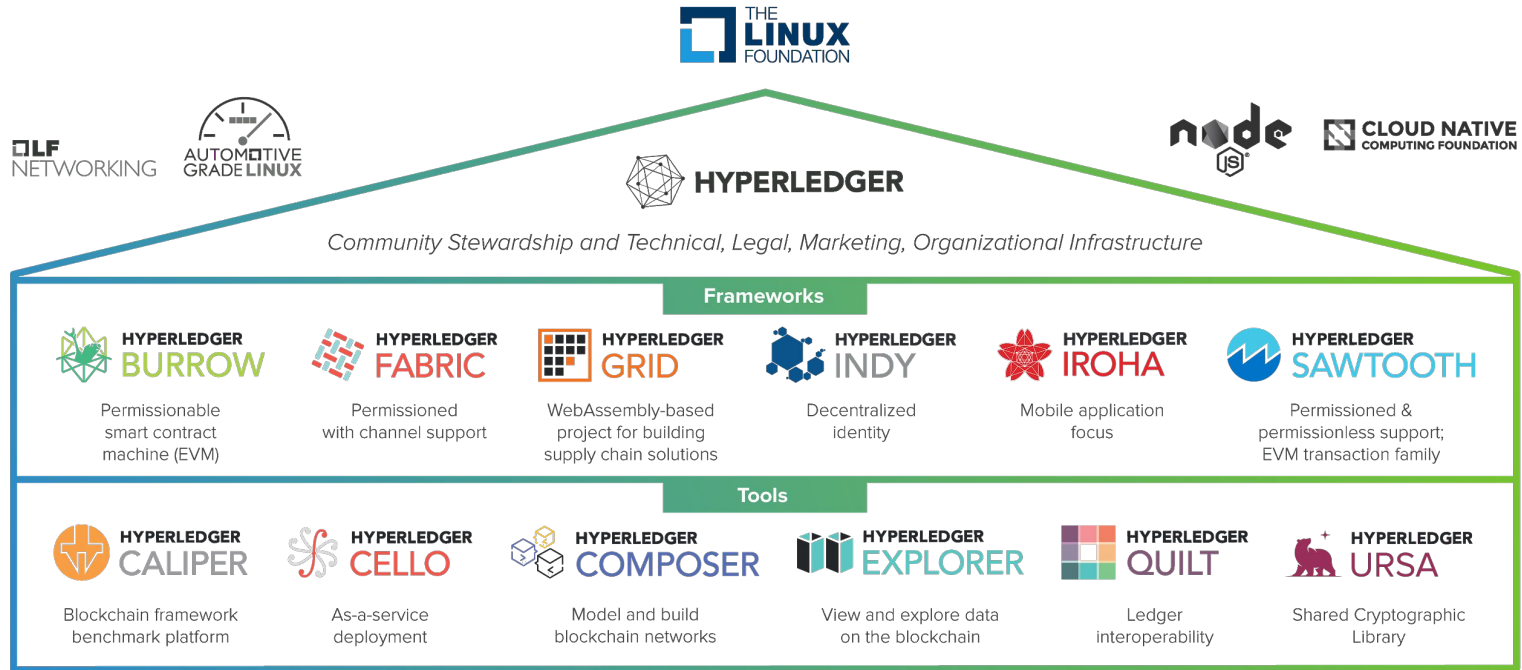 THE
LINUX
FOUNDATION
LF
NETWORKING
AUTOMOTIVE
GRADE LINUX
node
JS
CLOUD NATIVE
COMPUTING FOUNDATION
HYPERLEDGER
Community Stewardship and Technical, Legal, Marketing, Organizational Infrastructure
Frameworks
HYPERLEDGER
BURROW
Permissionable
smart contract
machine (EVM)
HYPERLEDGER
FABRIC
Permissioned
with channel support
HYPERLEDGER
GRID
WebAssembly-based
project for building
supply chain solutions
HYPERLEDGER
INDY
Decentralized
identity
HYPERLEDGER
IROHA
Mobile application
focus
HYPERLEDGER
SAWTOOTH
Permissioned &
permissionless support;
EVM transaction family
Tools
HYPERLEDGER
CALIPER
Blockchain framework
benchmark platform
HYPERLEDGER
CELLO
As-a-service
deployment
HYPERLEDGER
COMPOSER
Model and build
blockchain networks
HYPERLEDGER
EXPLORER
View and explore data
on the blockchain
HYPERLEDGER
QUILT
Ledger
interoperability
HYPERLEDGER
URSA
Shared Cryptographic
Library